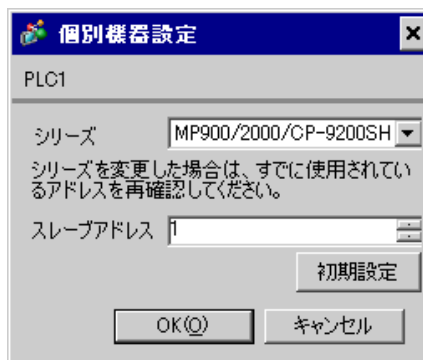 個別機器設定
PLC1
シリーズ MP900/2000/CP-9200SH
シリーズを変更した場合は、すでに使用されてい
るアドレスを再確認してください。
スレーブアドレス 1
初期設定
OK(O) キャンセル